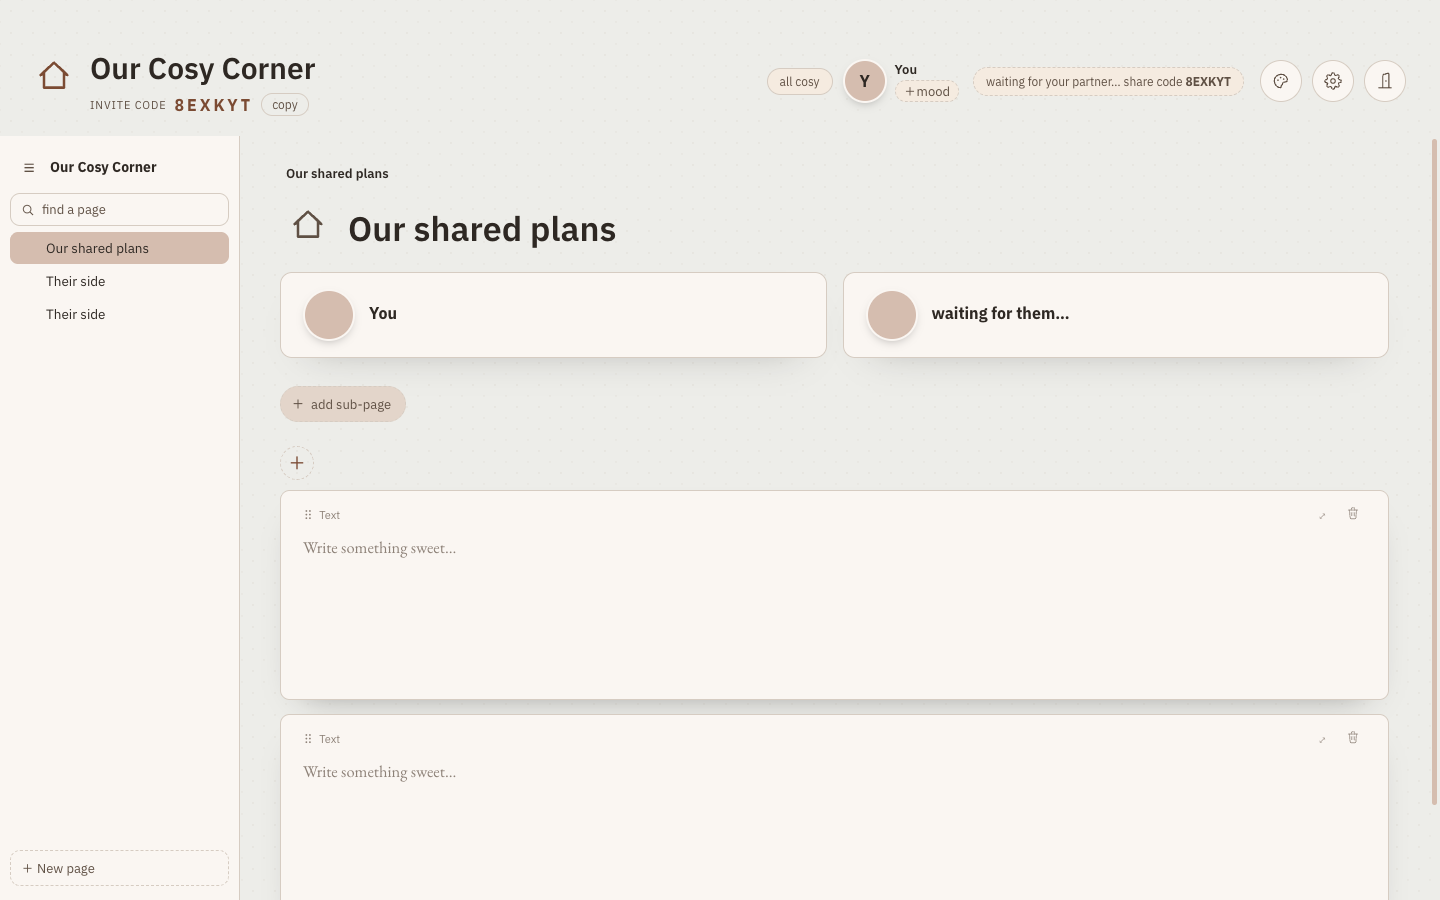 Our Cosy Corner
INVITE CODE 8EXKYT copy
all cosy
Y
You
+ mood
waiting for your partner... share code 8EXKYT
Our Cosy Corner
find a page
Our shared plans
Their side
Their side
+ New page
Our shared plans
Our shared plans
You
waiting for them...
+ add sub-page
+
Text
Write something sweet...
Text
Write something sweet...